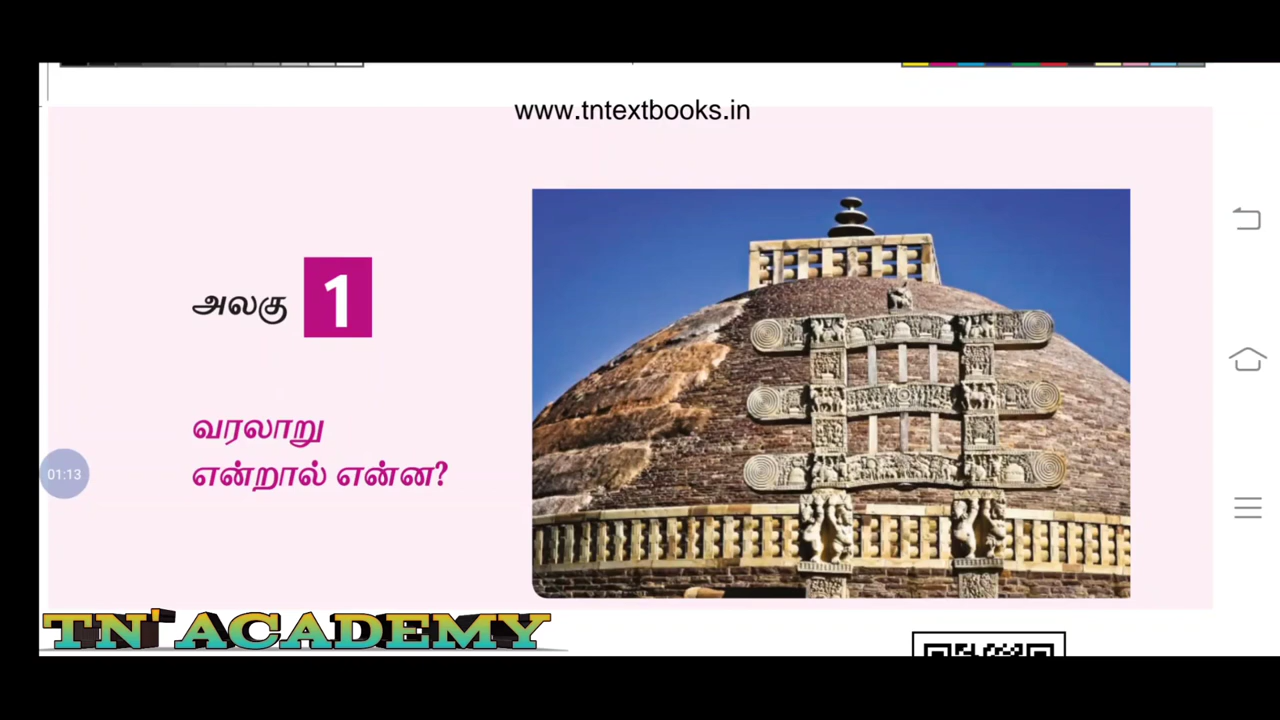 www.tntextbooks.in
அலகு 1
வரலாறு
என்றால் என்ன?
01:13
TN' ACADEMY